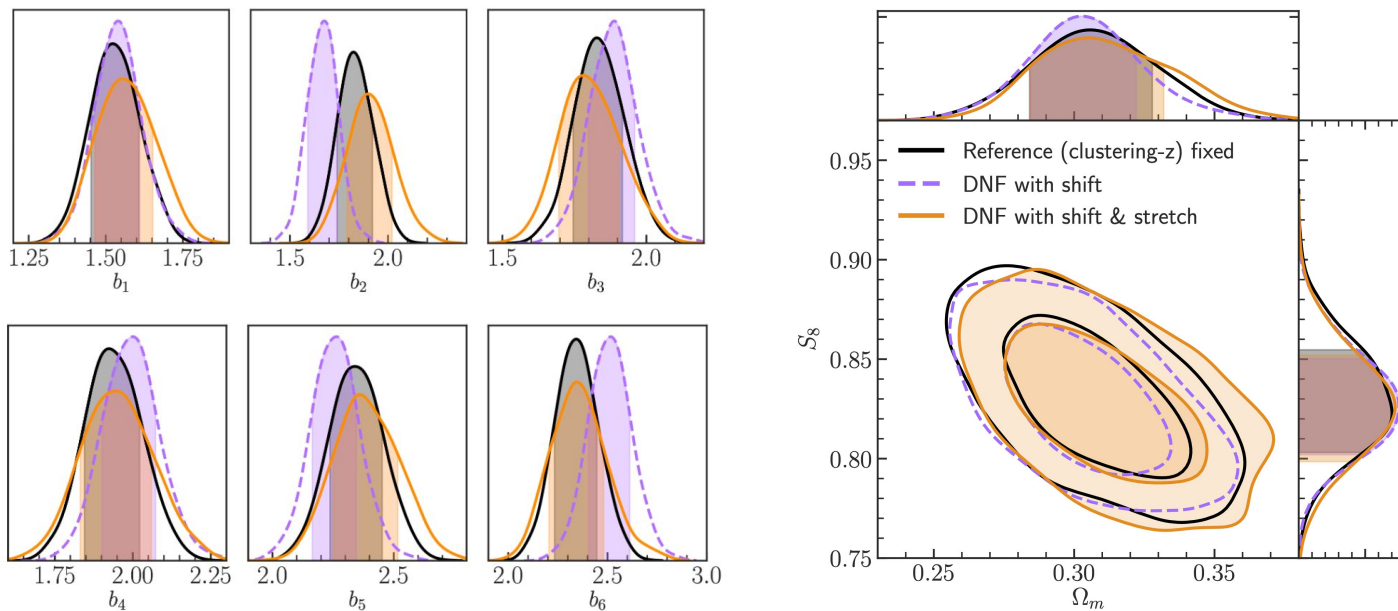 1.25 1.50 1.75
b1
1.5 2.0
b2
1.5 2.0
b3
1.75 2.00 2.25
b4
2.0 2.5
b5
2.0 2.5 3.0
b6
Reference (clustering-z) fixed
DNF with shift
DNF with shift & stretch
0.95
0.90
0.85
0.80
0.75
S8
0.25 0.30 0.35
Ωm